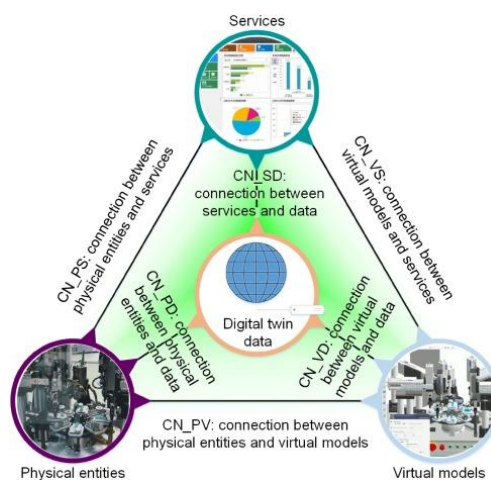 Services
CN_SD:
connection between
services and data
CN_PS: connection between
physical entities and services
CN_VS: connection between
virtual models and services
Digital twin
data
CN_PD: connection
between physical
entities and data
CN_VD: connection
between virtual
models and data
CN_PV: connection between
physical entities and virtual models
Physical entities
Virtual models